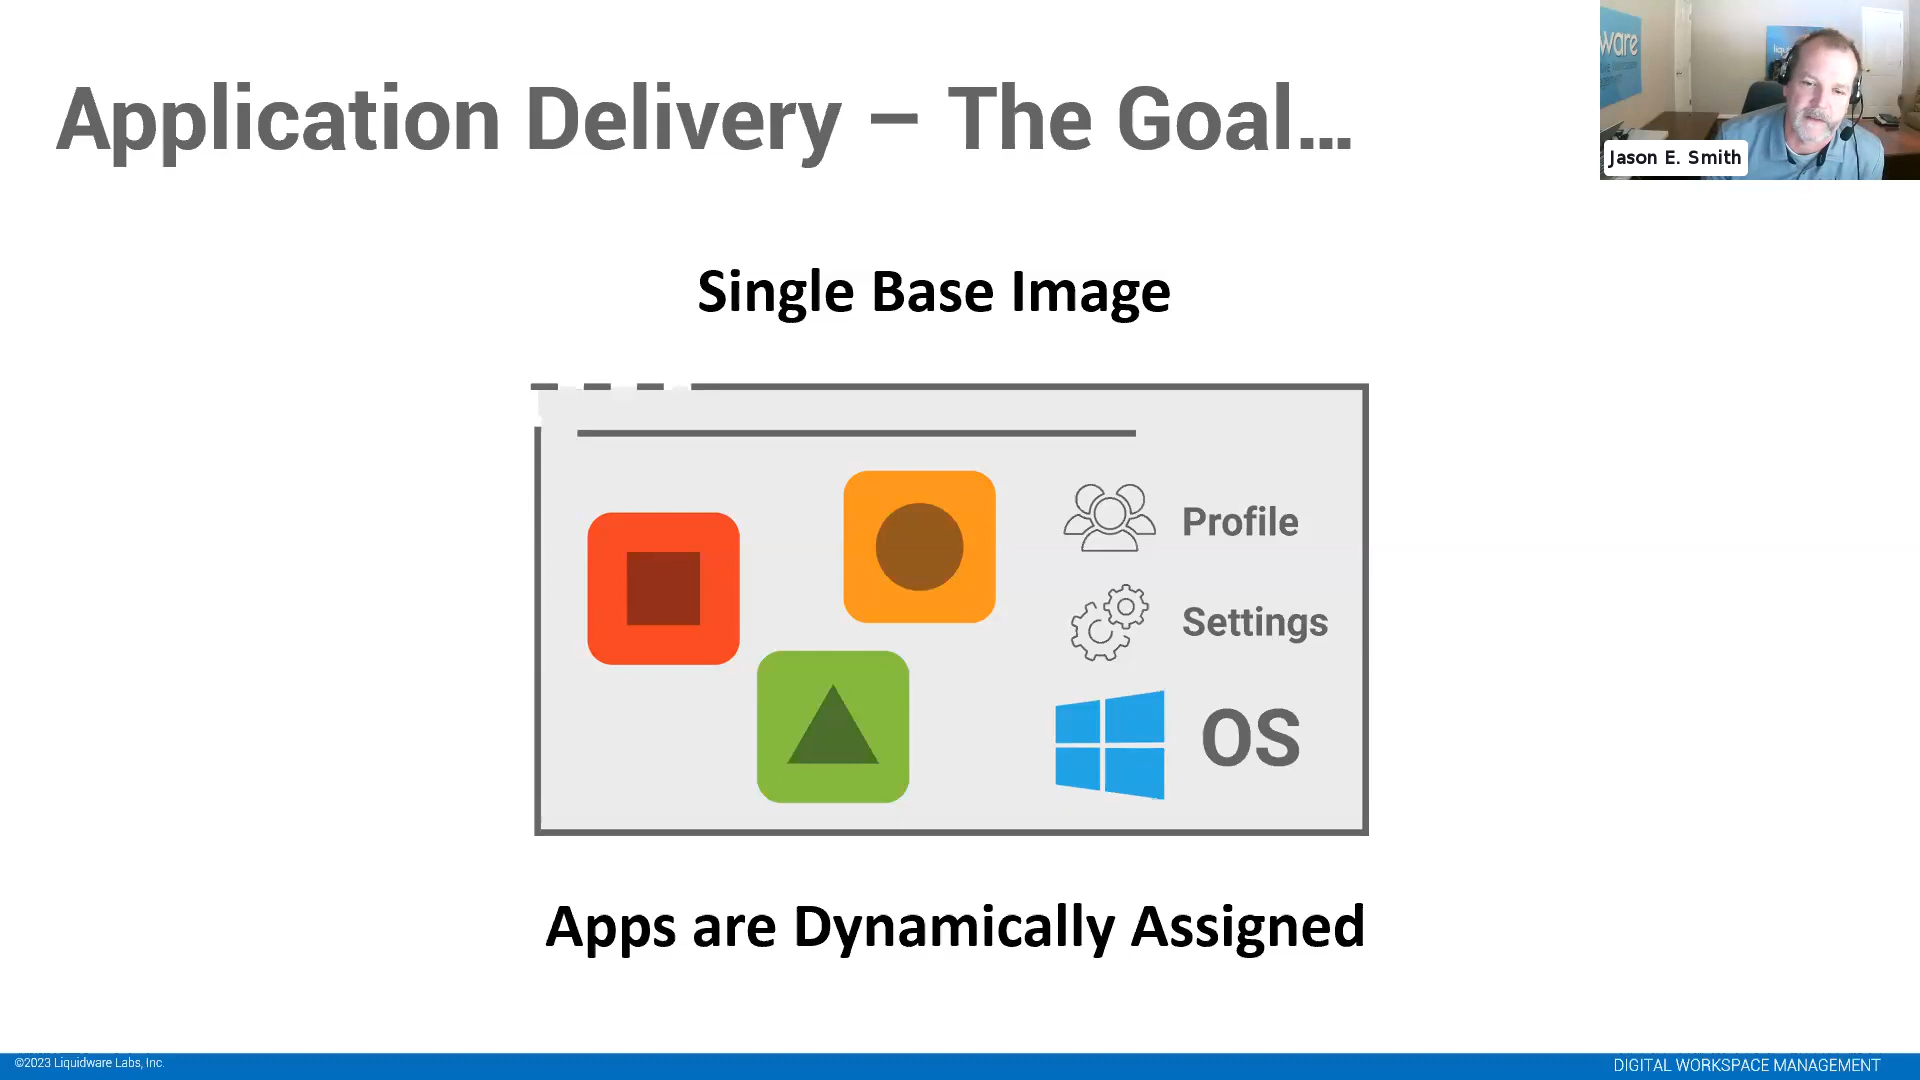 Application Delivery – The Goal...
ware
Jason E. Smith
Single Base Image
Profile
Settings
OS
Apps are Dynamically Assigned
©2023 Liquidware Labs, Inc.
DIGITAL WORKSPACE MANAGEMENT